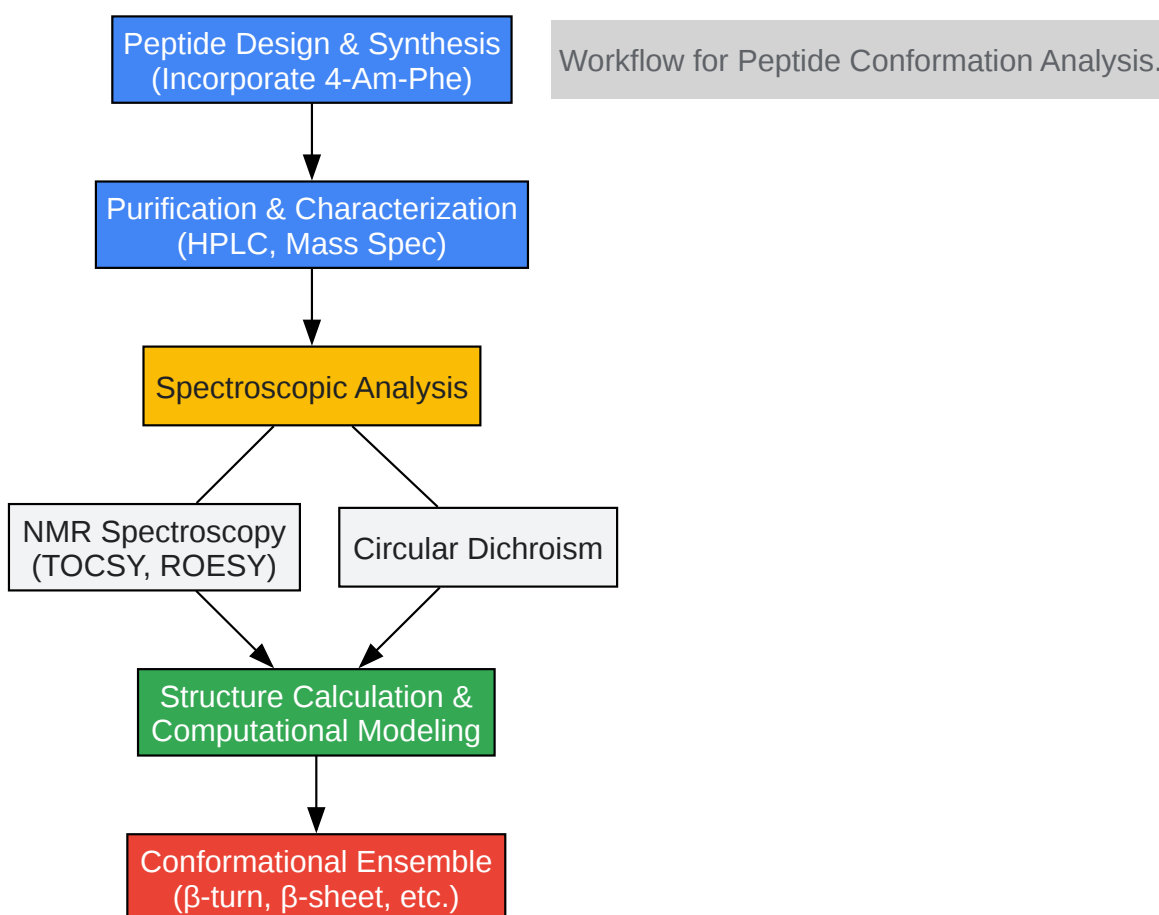 Peptide Design & Synthesis
(Incorporate 4-Am-Phe)
Workflow for Peptide Conformation Analysis.
Purification & Characterization
(HPLC, Mass Spec)
Spectroscopic Analysis
NMR Spectroscopy
(TOCSY, ROESY)
Circular Dichroism
Structure Calculation &
Computational Modeling
Conformational Ensemble
(β-turn, β-sheet, etc.)